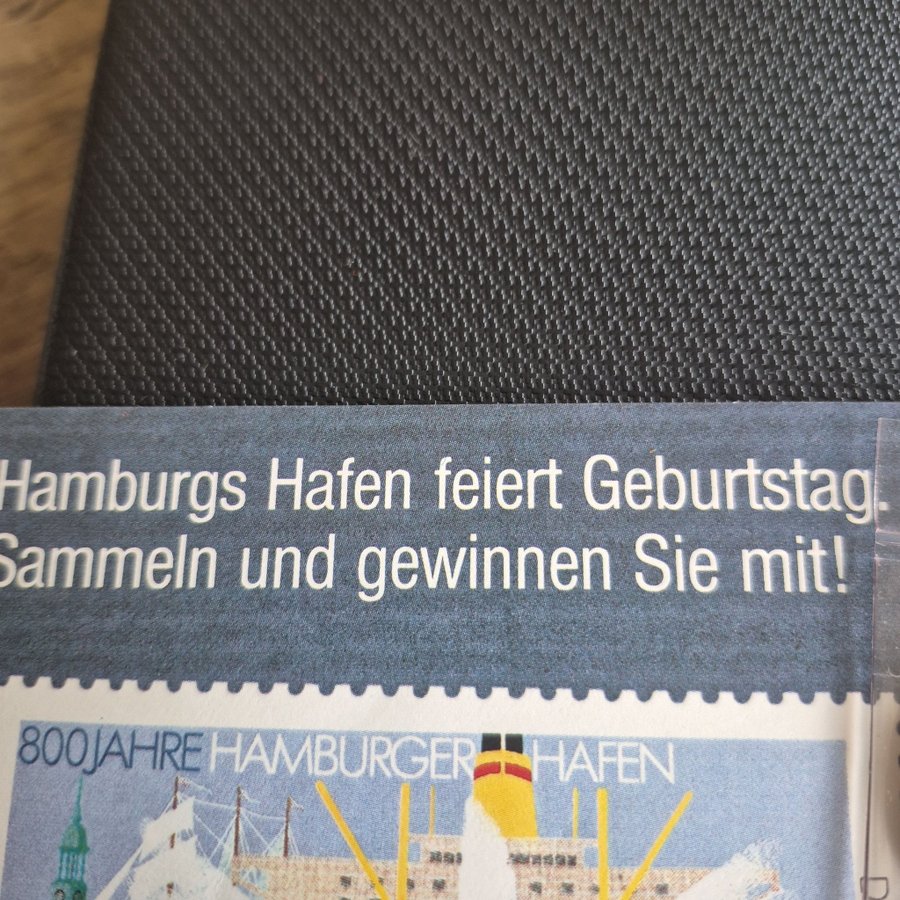 Hamburgs Hafen feiert Geburtstag.
Sammeln und gewinnen Sie mit!
800 JAHRE HAMBURGER HAFEN